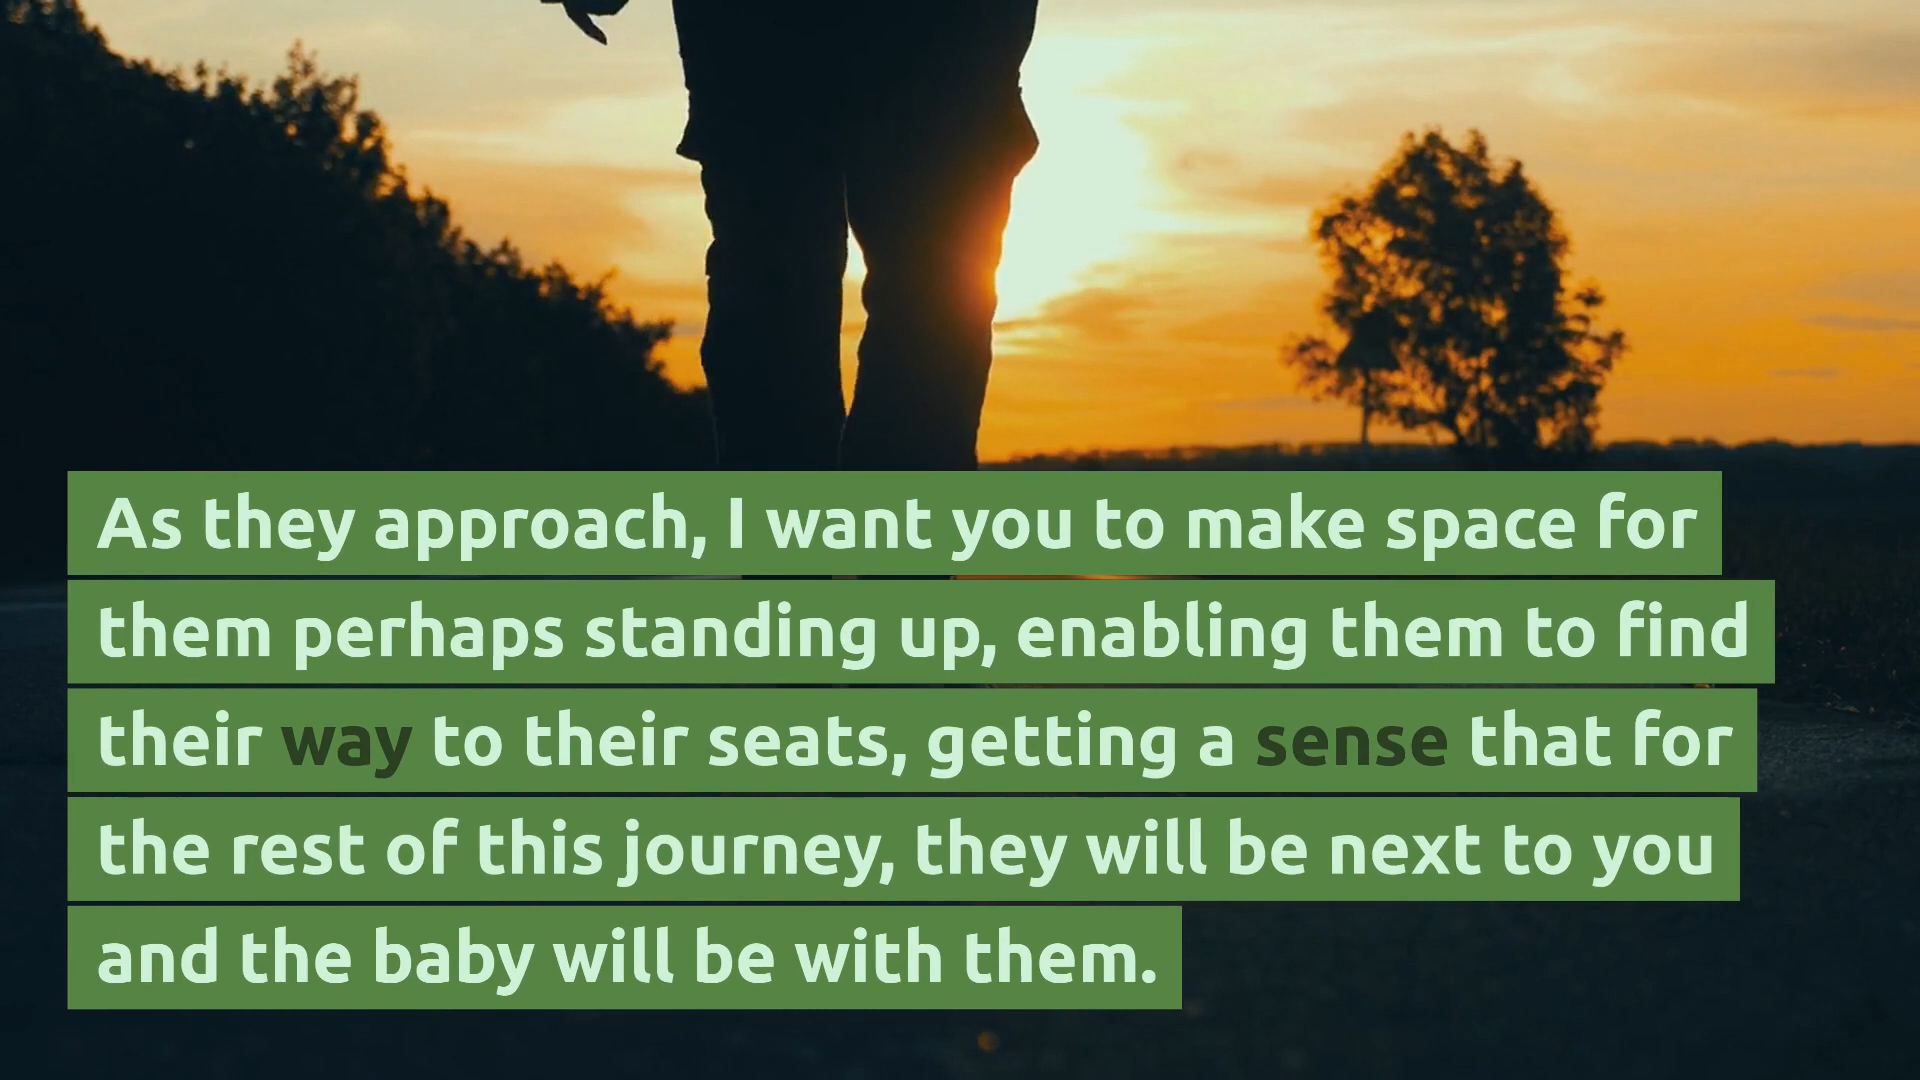 As they approach, I want you to make space for
them perhaps standing up, enabling them to find
their way to their seats, getting a sense that for
the rest of this journey, they will be next to you
and the baby will be with them.